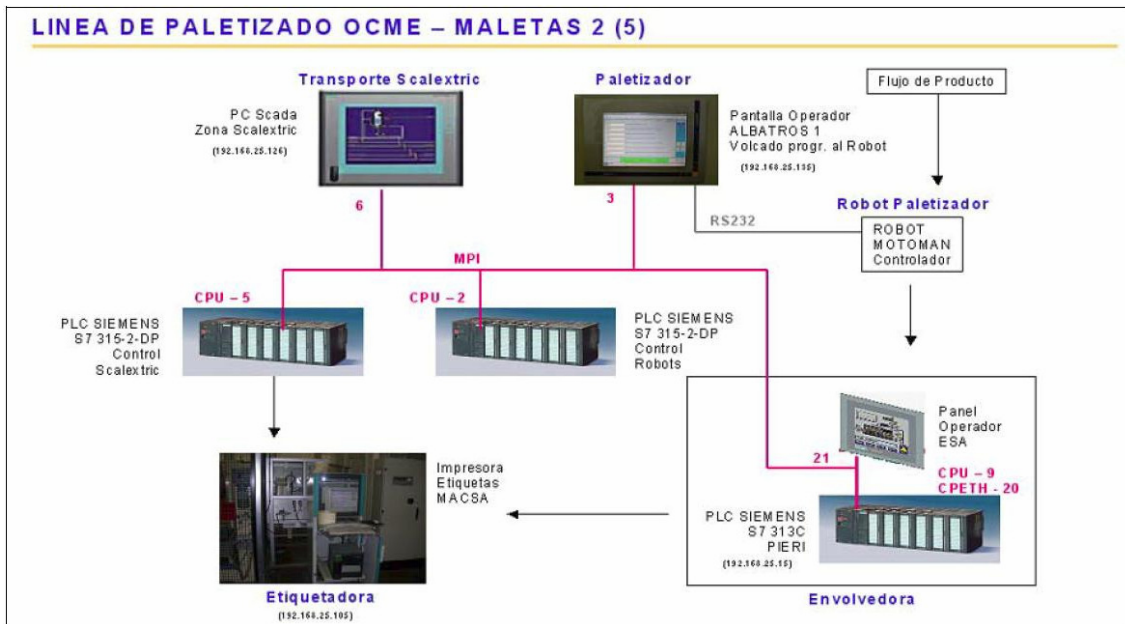 LINEA DE PALETIZADO OCME – MALETAS 2 (5)
Transporte Scalextric
PC Scada
Zona Scalextric
(192.168.25.126)
6
Paletizador
Pantalla Operador
ALBATROS 1
Volcado progr. al Robot
(192.168.25.135)
3
RS232
Flujo de Producto
Robot Paletizador
ROBOT
MOTOMAN
Controlador
MPI
CPU – 5
PLC SIEMENS
S7 315-2-DP
Control
Scalextric
CPU – 2
PLC SIEMENS
S7 315-2-DP
Control
Robots
Panel
Operador
ESA
21
CPU – 9
CPETH - 20
PLC SIEMENS
S7 313C
PIERI
(192.168.25.15)
Envolvedora
Impresora
Etiquetas
MACSA
Etiquetadora
(192.168.25.105)